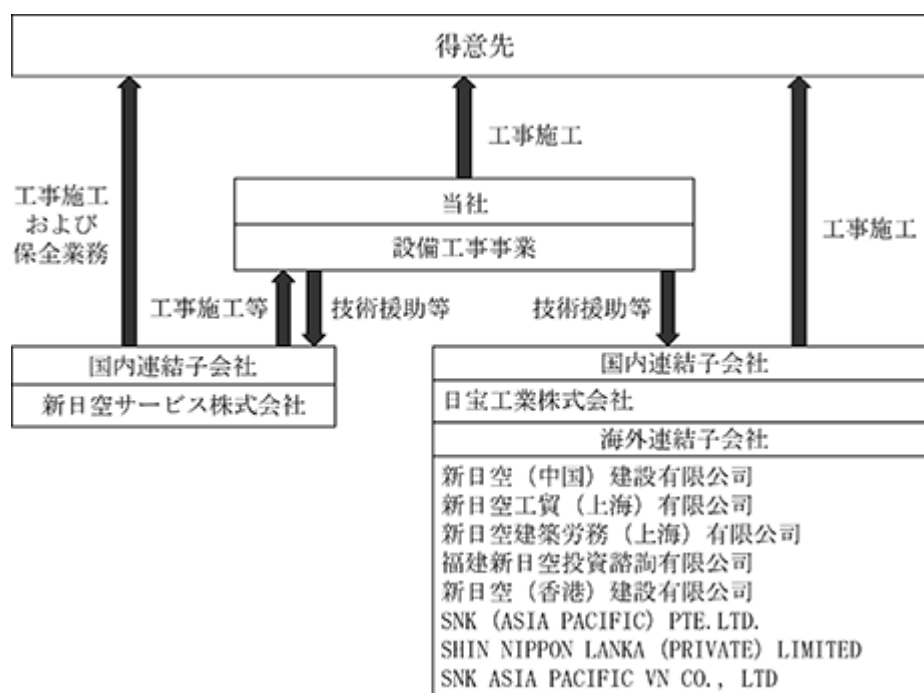 得意先
工事施工
工事施工
および
保全業務
工事施工
当社
設備工事事業
工事施工等
技術援助等
技術援助等
国内連結子会社
新日空サービス株式会社
国内連結子会社
日宝工業株式会社
海外連結子会社
新日空（中国）建設有限公司
新日空工貿（上海）有限公司
新日空建築労務（上海）有限公司
福建新日空投資諮詢有限公司
新日空（香港）建設有限公司
SNK (ASIA PACIFIC) PTE.LTD.
SHIN NIPPON LANKA (PRIVATE) LIMITED
SNK ASIA PACIFIC VN CO., LTD